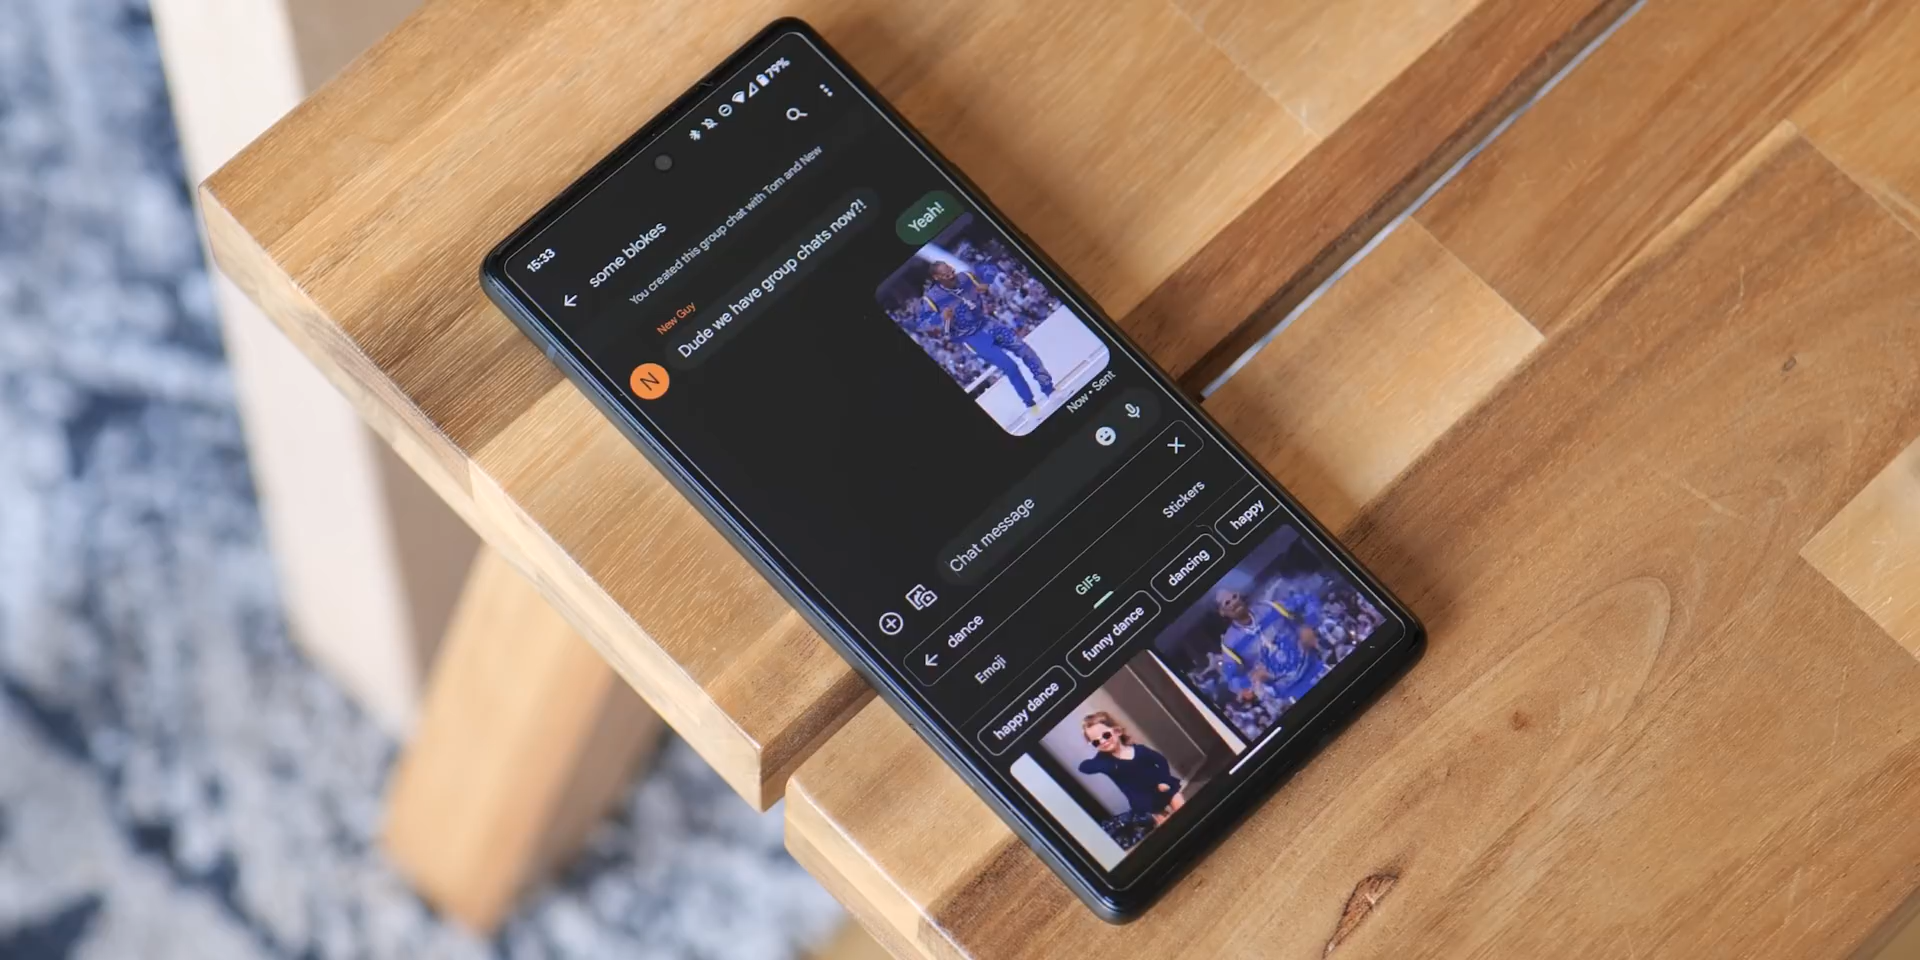 15:33
79%
some blokes
You created this group chat with Tom and New
New Guy
N
Dude we have group chats now?!
Yeah!
Now • Sent
Chat message
dance
Emoji
GIFs
Stickers
happy dance
funny dance
dancing
happy